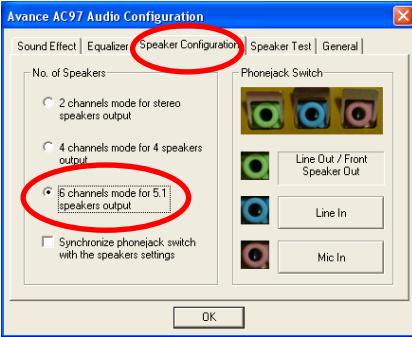 Avance AC97 Audio Configuration
Sound Effect
Equalizer
Speaker Configuration
Speaker Test
General
No. of Speakers
2 channels mode for stereo
speakers output
4 channels mode for 4 speakers
output
6 channels mode for 5.1
speakers output
Synchronize phonejack switch
with the speakers settings
Phonejack Switch
Line Out / Front
Speaker Out
Line In
Mic In
OK